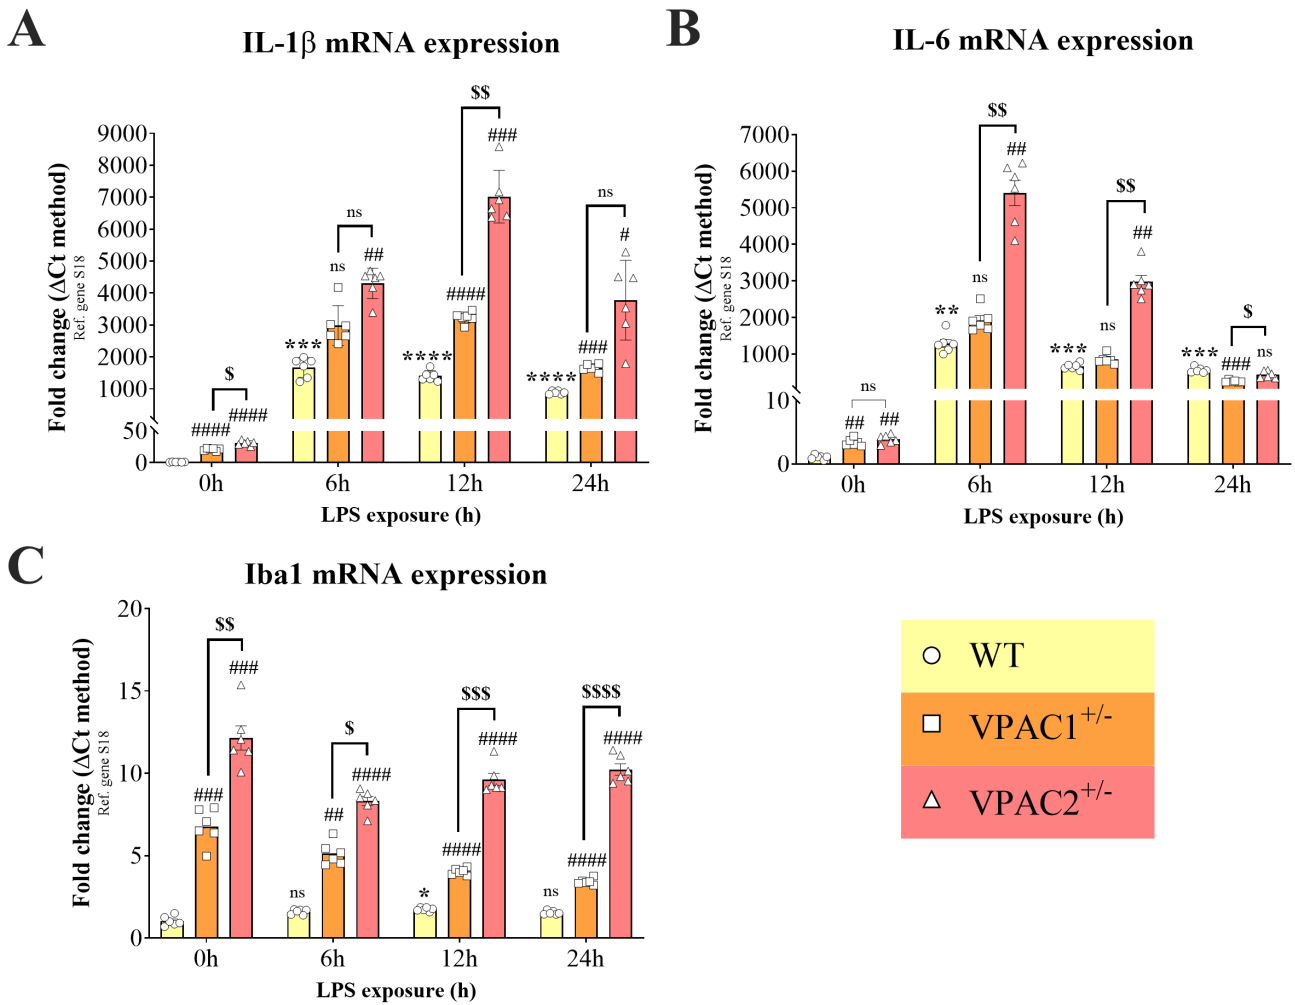 A
IL-1β mRNA expression
Fold change (ΔCt method)
Ref. gene S18
9000
8000
7000
6000
5000
4000
3000
2000
1000
50
0
$
####
####
***
ns
ns
##
****
####
$$
###
****
###
ns
#
0h 6h 12h 24h
LPS exposure (h)
B
IL-6 mRNA expression
Fold change (ΔCt method)
Ref. gene S18
7000
6000
5000
4000
3000
2000
1000
10
0
ns
##
##
**
ns
$$
##
***
ns
$$
##
***
###
$
ns
0h 6h 12h 24h
LPS exposure (h)
C
Iba1 mRNA expression
Fold change (ΔCt method)
Ref. gene S18
20
15
10
5
0
$$
###
###
ns
##
$
####
*
####
$$$
####
ns
####
$$$$
####
0h 6h 12h 24h
LPS exposure (h)
WT
VPAC1+/-
VPAC2+/-